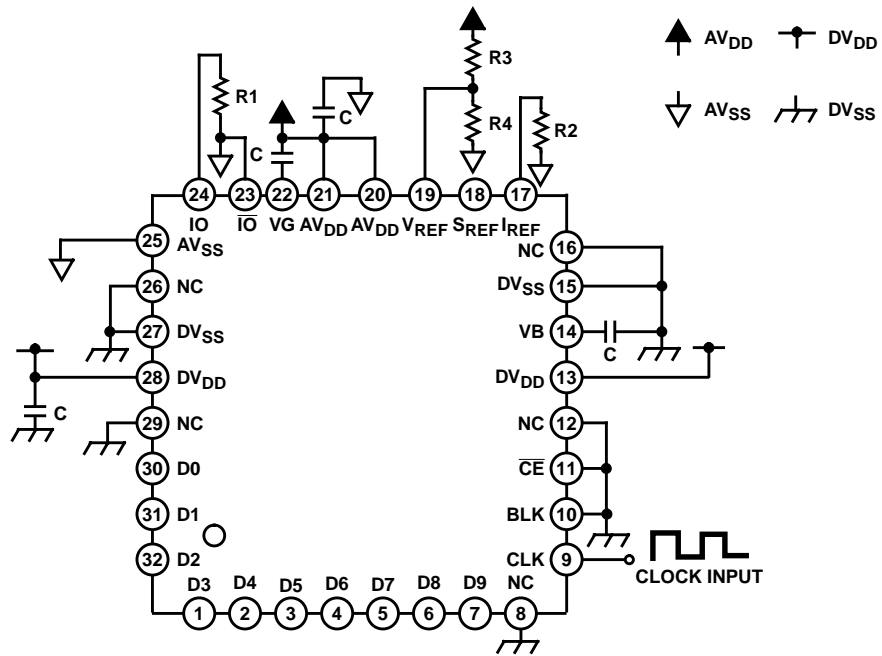 AVDD DVDD
AVSS DVSS
R3
R1
C
R4
R2
C
24 23 22 21 20 19 18 17
IO IO VG AVDD AVDD VREF SREF IREF
25 AVSS
NC 16
26 NC
DVSS 15
27 DVSS
VB 14
C
28 DVDD
DVDD 13
C
29 NC
NC 12
30 D0
CE 11
31 D1
BLK 10
32 D2
CLK 9
CLOCK INPUT
D3 D4 D5 D6 D7 D8 D9 NC
1 2 3 4 5 6 7 8